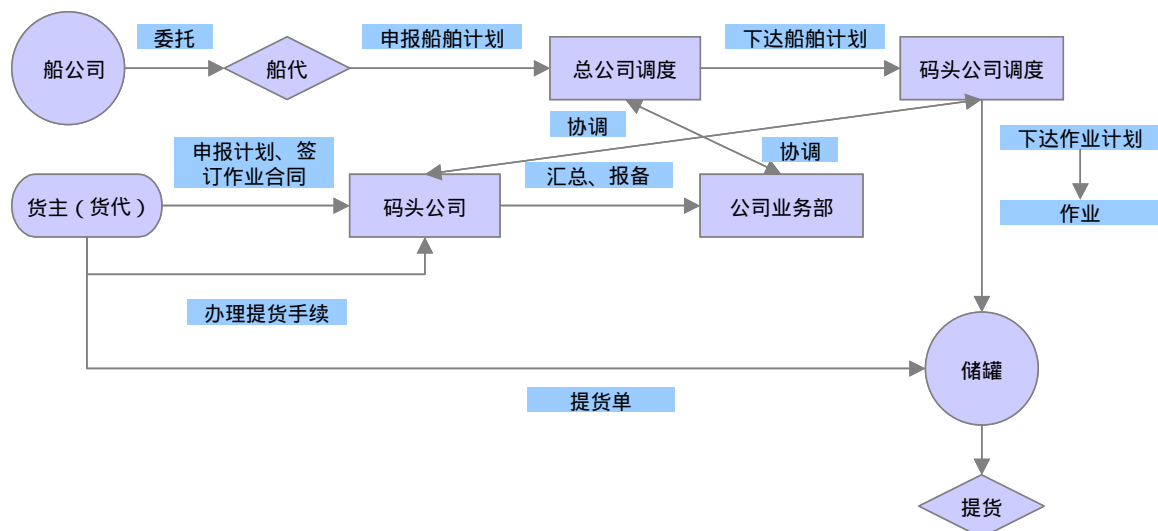 委托
申报船舶计划
下达船舶计划
船公司
船代
总公司调度
码头公司调度
协调
协调
下达作业计划
申报计划、签
订作业合同
汇总、报备
货主（货代）
码头公司
公司业务部
作业
办理提货手续
储罐
提货单
提货